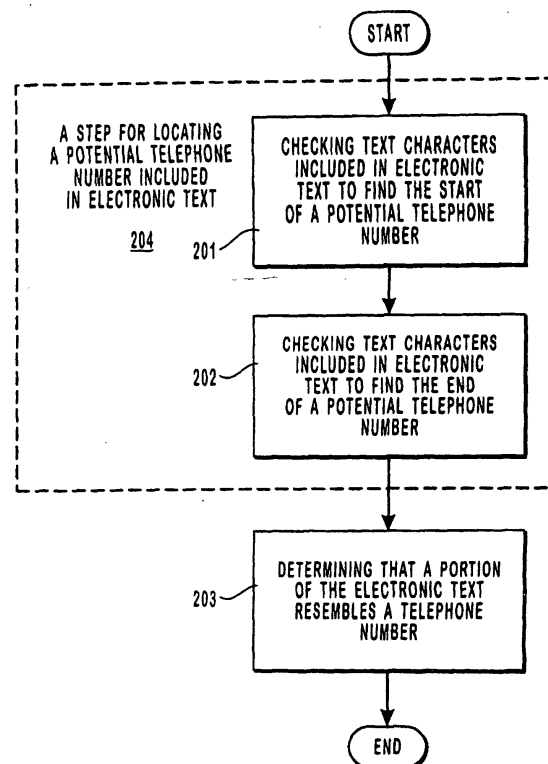 START
A STEP FOR LOCATING
A POTENTIAL TELEPHONE
NUMBER INCLUDED
IN ELECTRONIC TEXT
204
CHECKING TEXT CHARACTERS
INCLUDED IN ELECTRONIC
TEXT TO FIND THE START
OF A POTENTIAL TELEPHONE
NUMBER
201
CHECKING TEXT CHARACTERS
INCLUDED IN ELECTRONIC
TEXT TO FIND THE END
OF A POTENTIAL TELEPHONE
NUMBER
202
DETERMINING THAT A PORTION
OF THE ELECTRONIC TEXT
RESEMBLES A TELEPHONE
NUMBER
203
END